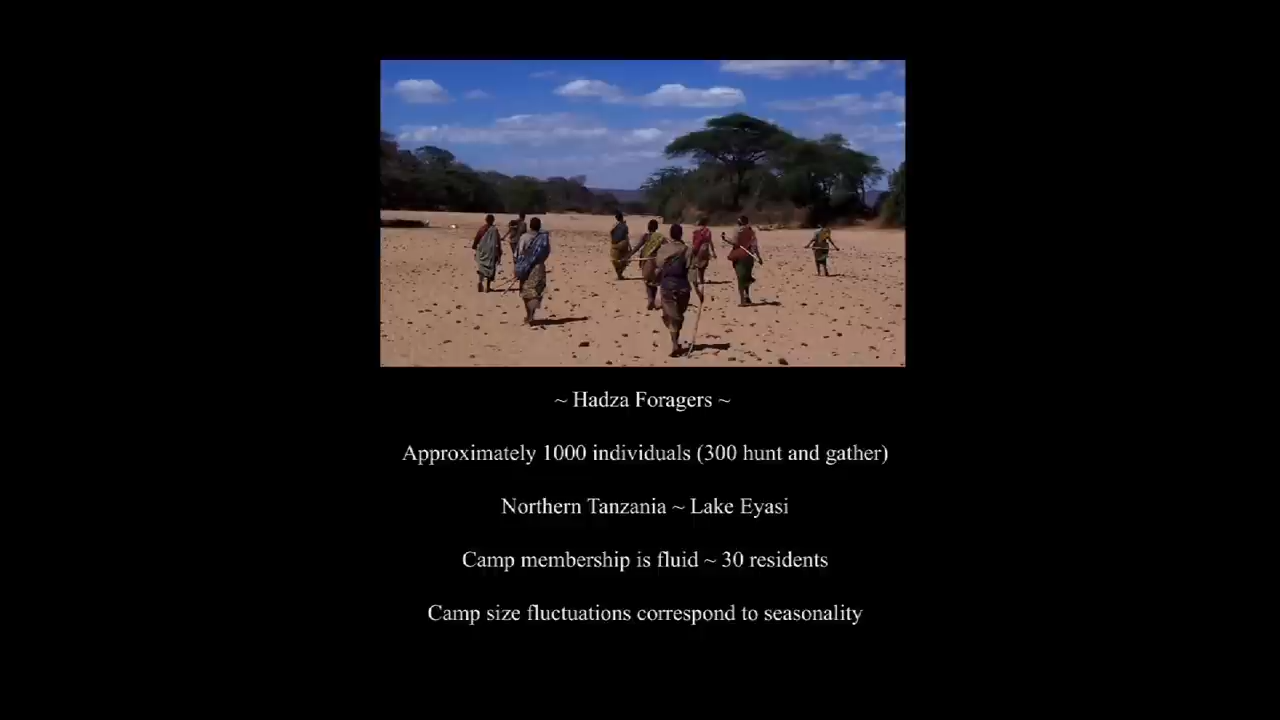 ~ Hadza Foragers ~
Approximately 1000 individuals (300 hunt and gather)
Northern Tanzania ~ Lake Eyasi
Camp membership is fluid ~ 30 residents
Camp size fluctuations correspond to seasonality